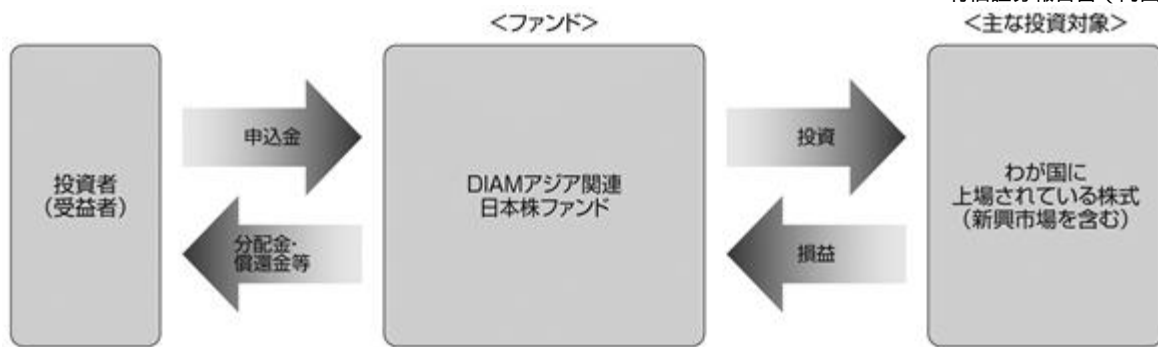 <ファンド>
<主な投資対象>
投資者
(受益者)
申込金
分配金・
償還金等
DIAMアジア関連
日本株ファンド
投資
損益
わが国に
上場されている株式
(新興市場を含む)